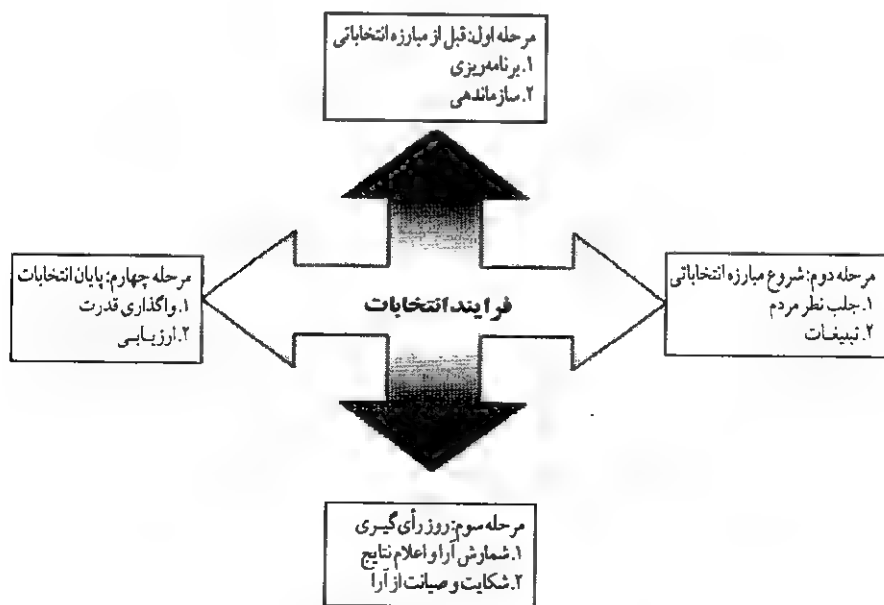 مرحله اول: قبل از مبارزه انتخاباتی
۱. برنامه‌ریزی
۲. سازماندهی
مرحله دوم: شروع مبارزه انتخاباتی
۱. جلب نظر مردم
۲. تبیغات
فرایند انتخابات
مرحله چهارم: پایان انتخابات
۱. واگذاری قدرت
۲. ارزیابی
مرحله سوم: روز رأی گیری
۱. شمارش آرا و اعلام نتایج
۲. شکایت و صیانت از آرا